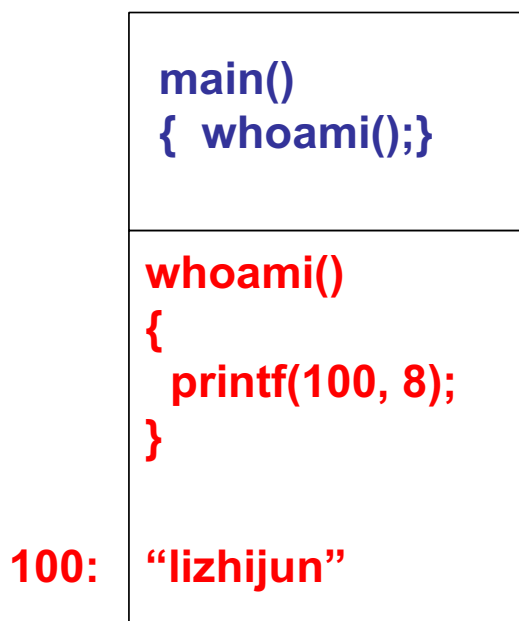 main()
{ whoami();}
whoami()
{
printf(100, 8);
}
100: “lizhijun”